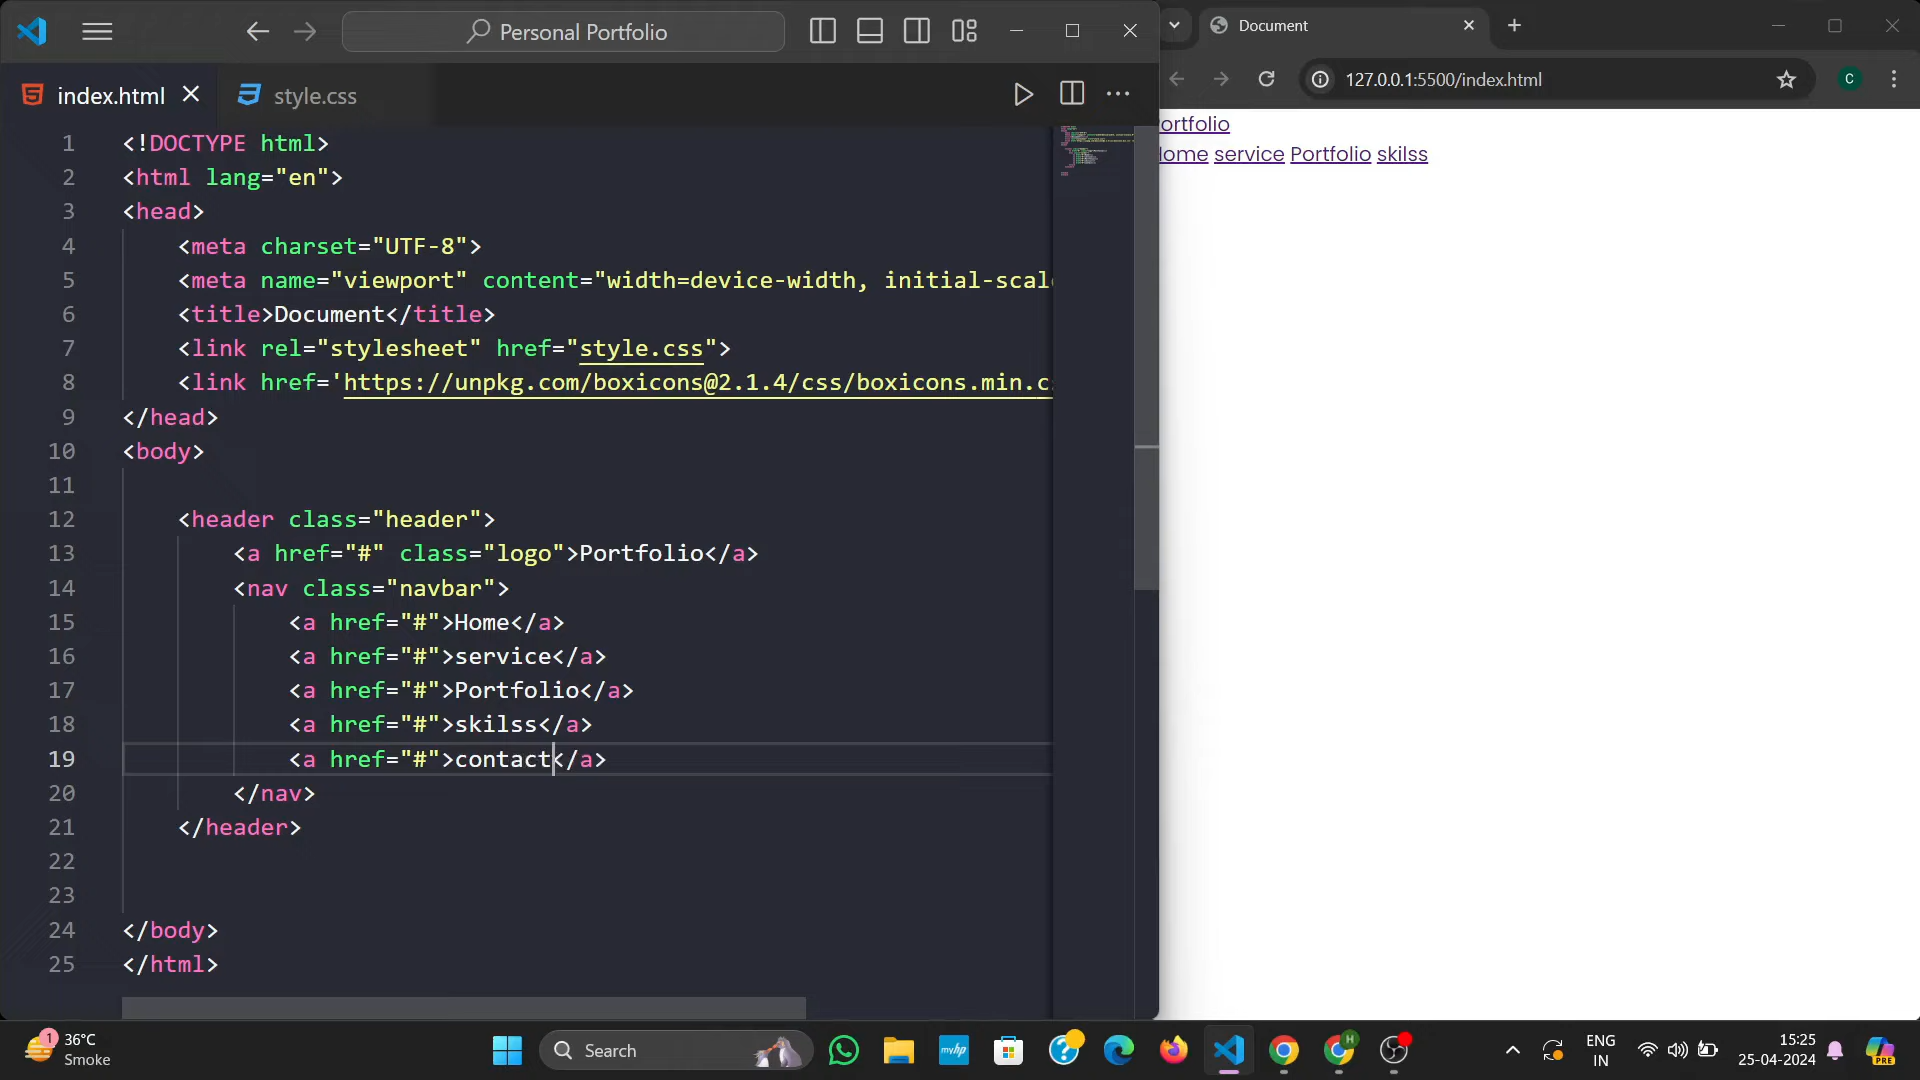 Personal Portfolio
Document
index.html
style.css
127.0.0.1:5500/index.html
C
1 <!DOCTYPE html>
2 <html lang="en">
3 <head>
4 <meta charset="UTF-8">
5 <meta name="viewport" content="width=device-width, initial-scale
6 <title>Document</title>
7 <link rel="stylesheet" href="style.css">
8 <link href='https://unpkg.com/boxicons@2.1.4/css/boxicons.min.cs
9 </head>
10 <body>
11
12 <header class="header">
13 <a href="#" class="logo">Portfolio</a>
14 <nav class="navbar">
15 <a href="#">Home</a>
16 <a href="#">service</a>
17 <a href="#">Portfolio</a>
18 <a href="#">skilss</a>
19 <a href="#">contact</a>
20 </nav>
21 </header>
22
23
24 </body>
25 </html>
ortfolio
ome service Portfolio skilss
1
36°C
Smoke
Search
myhp
H
ENG
IN
15:25
25-04-2024
PRE